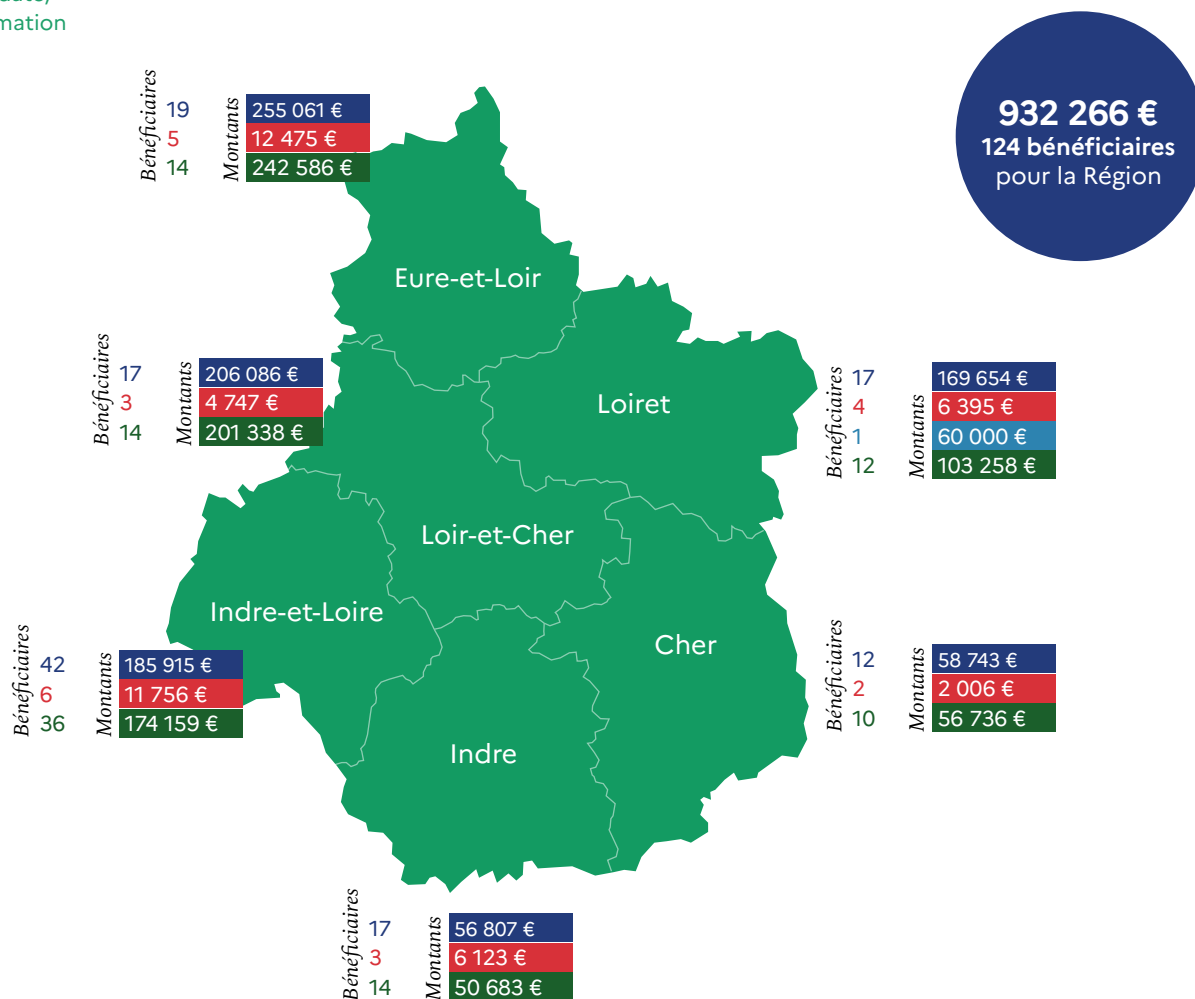 mation
932 266 €
124 bénéficiaires
pour la Région
Bénéficiaires
19
5
14
Montants
255 061 €
12 475 €
242 586 €
Eure-et-Loir
Bénéficiaires
17
3
14
Montants
206 086 €
4 747 €
201 338 €
Loiret
Bénéficiaires
17
4
1
12
Montants
169 654 €
6 395 €
60 000 €
103 258 €
Loir-et-Cher
Indre-et-Loire
Bénéficiaires
42
6
36
Montants
185 915 €
11 756 €
174 159 €
Cher
Bénéficiaires
12
2
10
Montants
58 743 €
2 006 €
56 736 €
Indre
Bénéficiaires
17
3
14
Montants
56 807 €
6 123 €
50 683 €